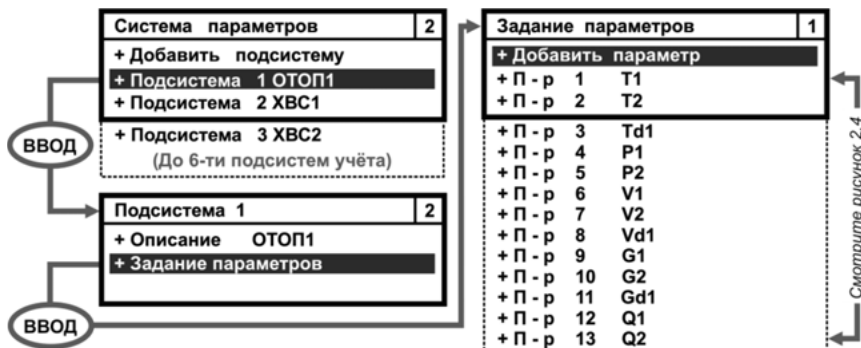 Система параметров 2
+ Добавить подсистему
+ Подсистема 1 ОТОП1
+ Подсистема 2 ХВС1
+ Подсистема 3 ХВС2
(До 6-ти подсистем учёта)
ВВОД
Подсистема 1 2
+ Описание ОТОП1
+ Задание параметров
ВВОД
Задание параметров 1
+ Добавить параметр
+ П - р 1 T1
+ П - р 2 T2
+ П - р 3 Td1
+ П - р 4 P1
+ П - р 5 P2
+ П - р 6 V1
+ П - р 7 V2
+ П - р 8 Vd1
+ П - р 9 G1
+ П - р 10 G2
+ П - р 11 Gd1
+ П - р 12 Q1
+ П - р 13 Q2
Смотрите рисунок 2.4